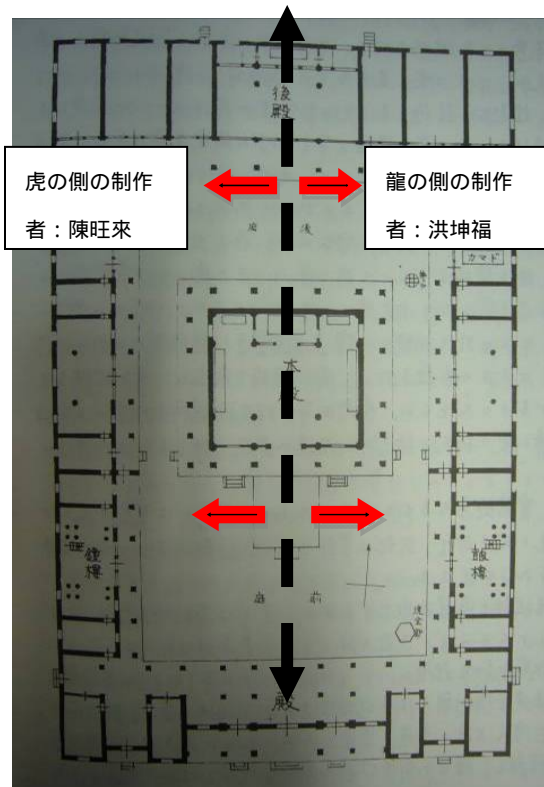 後殿
虎の側の制作
者：陳旺來
龍の側の制作
者：洪坤福
カマド
本殿
鐘樓
鼓樓
殿